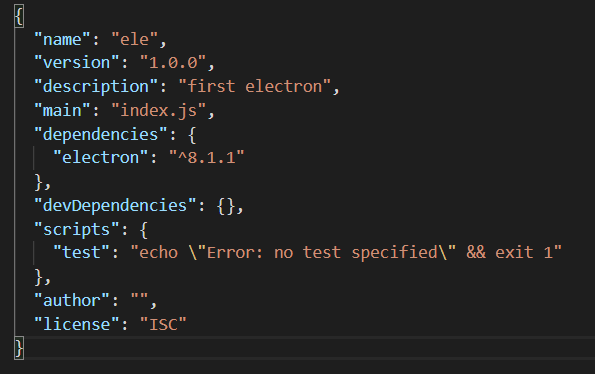 {
"name": "ele",
"version": "1.0.0",
"description": "first electron",
"main": "index.js",
"dependencies": {
"electron": "^8.1.1"
},
"devDependencies": {},
"scripts": {
"test": "echo \"Error: no test specified\" && exit 1"
},
"author": "",
"license": "ISC"
}